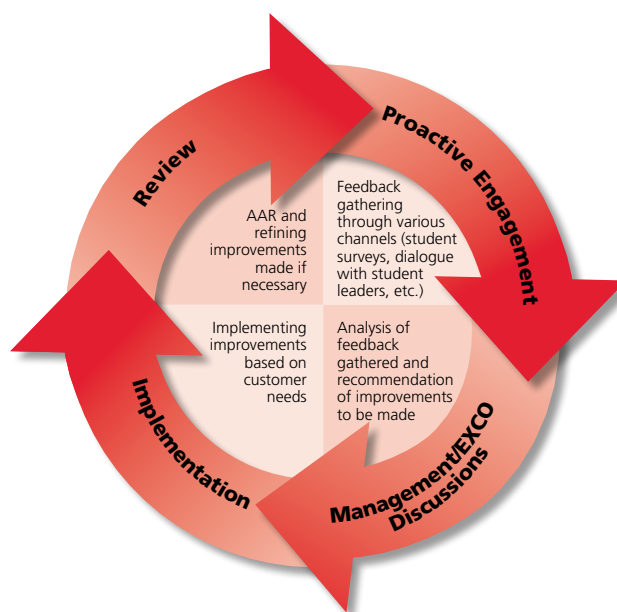 Review
Proactive Engagement
AAR and
refining
improvements
made if
necessary
Feedback
gathering
through various
channels (student
surveys, dialogue
with student
leaders, etc.)
Implementing
improvements
based on
customer
needs
Analysis of
feedback
gathered and
recommendation
of improvements
to be made
Implementation
Management/EXCO
Discussions